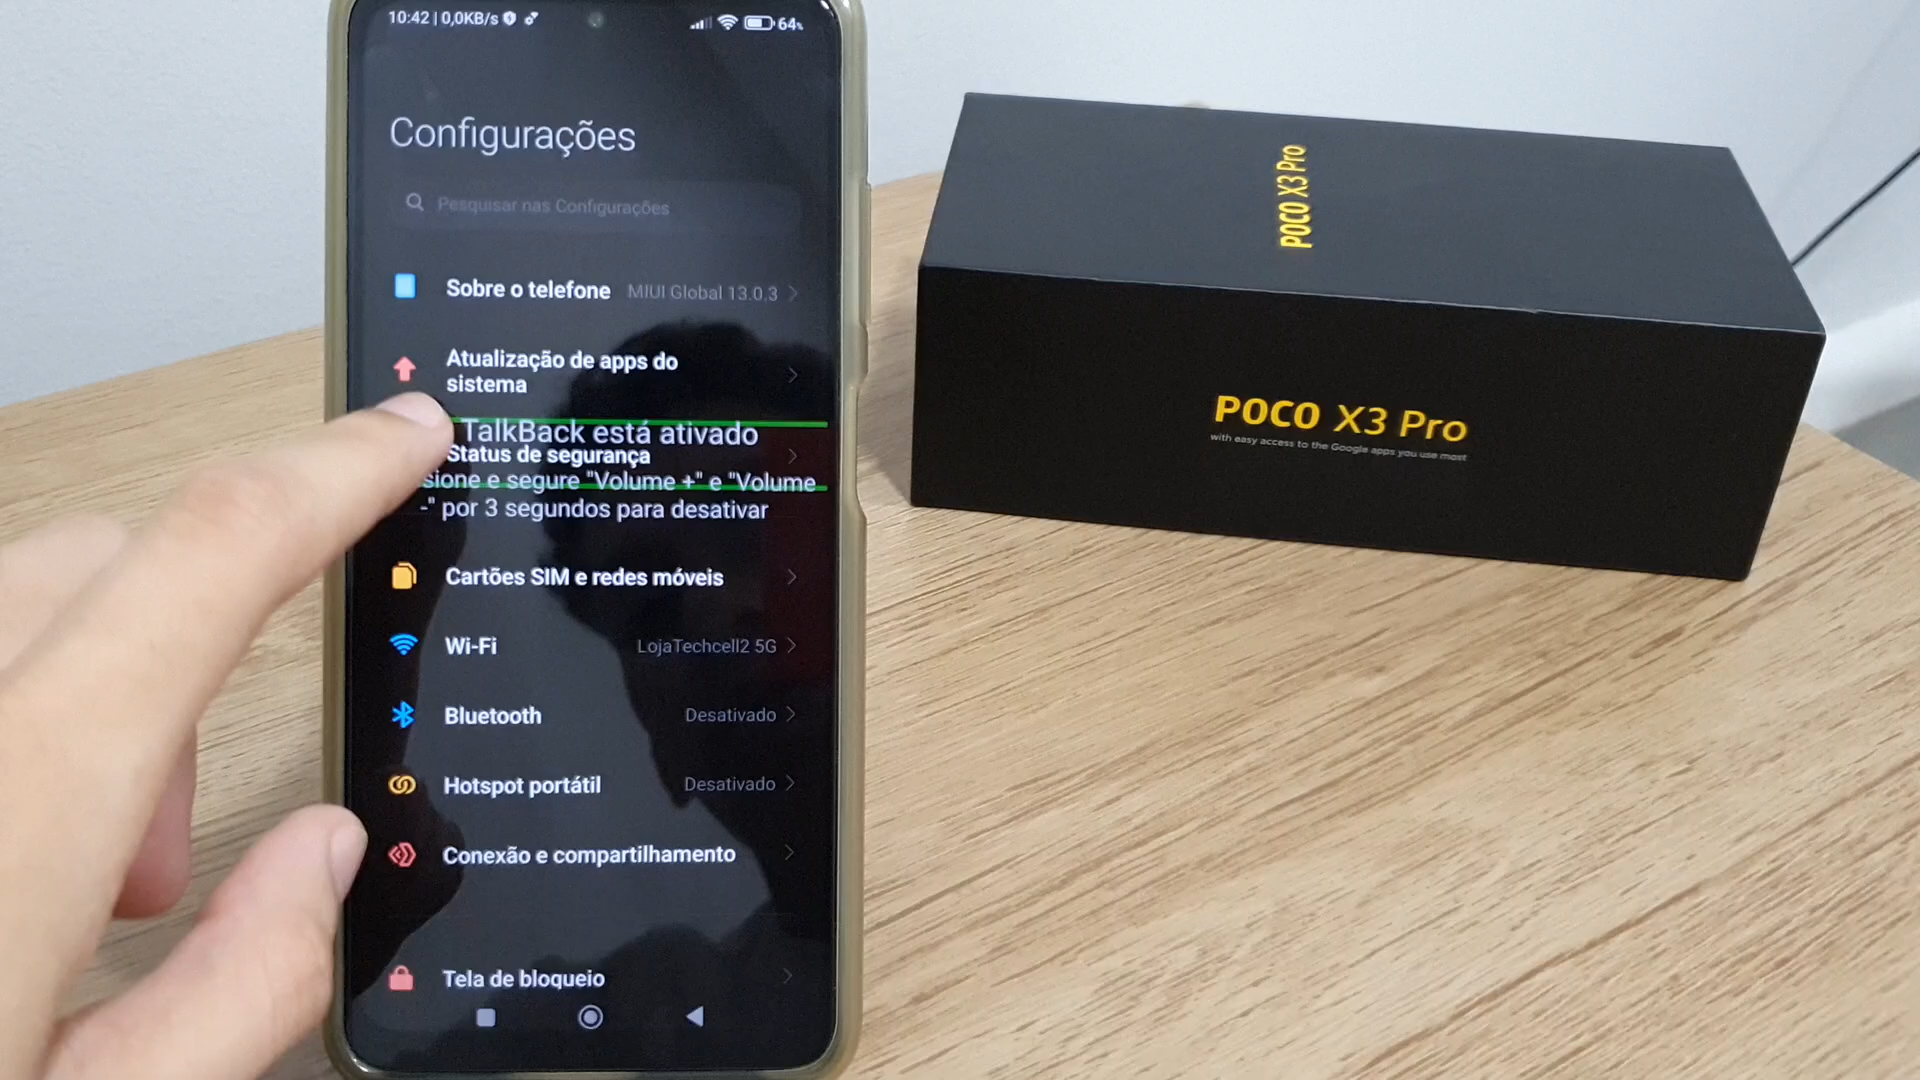 10:42 | 0,0KB/s
64%
Configurações
Pesquisar nas Configurações
Sobre o telefone MIUI Global 13.0.3
Atualização de apps do
sistema
TalkBack está ativado
Status de segurança
sione e segure "Volume +" e "Volume
-" por 3 segundos para desativar
Cartões SIM e redes móveis
Wi-Fi LojaTechcell2 5G
Bluetooth Desativado
Hotspot portátil Desativado
Conexão e compartilhamento
Tela de bloqueio
POCO X3 Pro
POCO X3 Pro
with easy access to the Google apps you use most